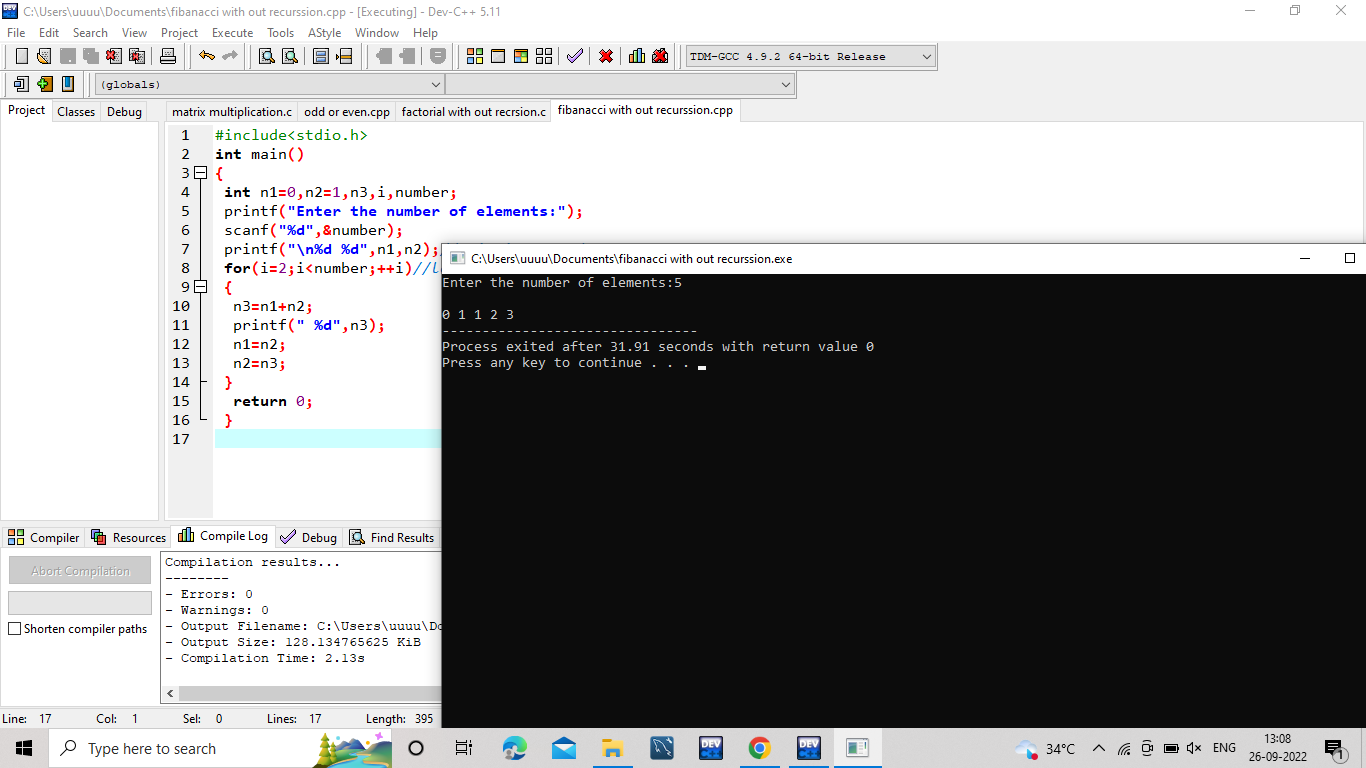 C:\Users\uuuu\Documents\fibanacci with out recurssion.cpp - [Executing] - Dev-C++ 5.11
File Edit Search View Project Execute Tools AStyle Window Help
TDM-GCC 4.9.2 64-bit Release
(globals)
Project Classes Debug
matrix multiplication.c odd or even.cpp factorial with out recrsion.c fibanacci with out recurssion.cpp
1 #include<stdio.h>
2 int main()
3 {
4 int n1=0,n2=1,n3,i,number;
5 printf("Enter the number of elements:");
6 scanf("%d",&number);
7 printf("\n%d %d",n1,n2);
8 for(i=2;i<number;++i)//
9 {
10 n3=n1+n2;
11 printf(" %d",n3);
12 n1=n2;
13 n2=n3;
14 }
15 return 0;
16 }
17
C:\Users\uuuu\Documents\fibanacci with out recurssion.exe
Enter the number of elements:5
0 1 1 2 3
--------------------------------
Process exited after 31.91 seconds with return value 0
Press any key to continue . . .
Compiler Resources Compile Log Debug Find Results
Abort Compilation
Shorten compiler paths
Compilation results...
--------
- Errors: 0
- Warnings: 0
- Output Filename: C:\Users\uuuu\Do
- Output Size: 128.134765625 KiB
- Compilation Time: 2.13s
Line: 17 Col: 1 Sel: 0 Lines: 17 Length: 395
Type here to search
DEV C++
DEV C++
34°C
ENG
13:08
26-09-2022
1